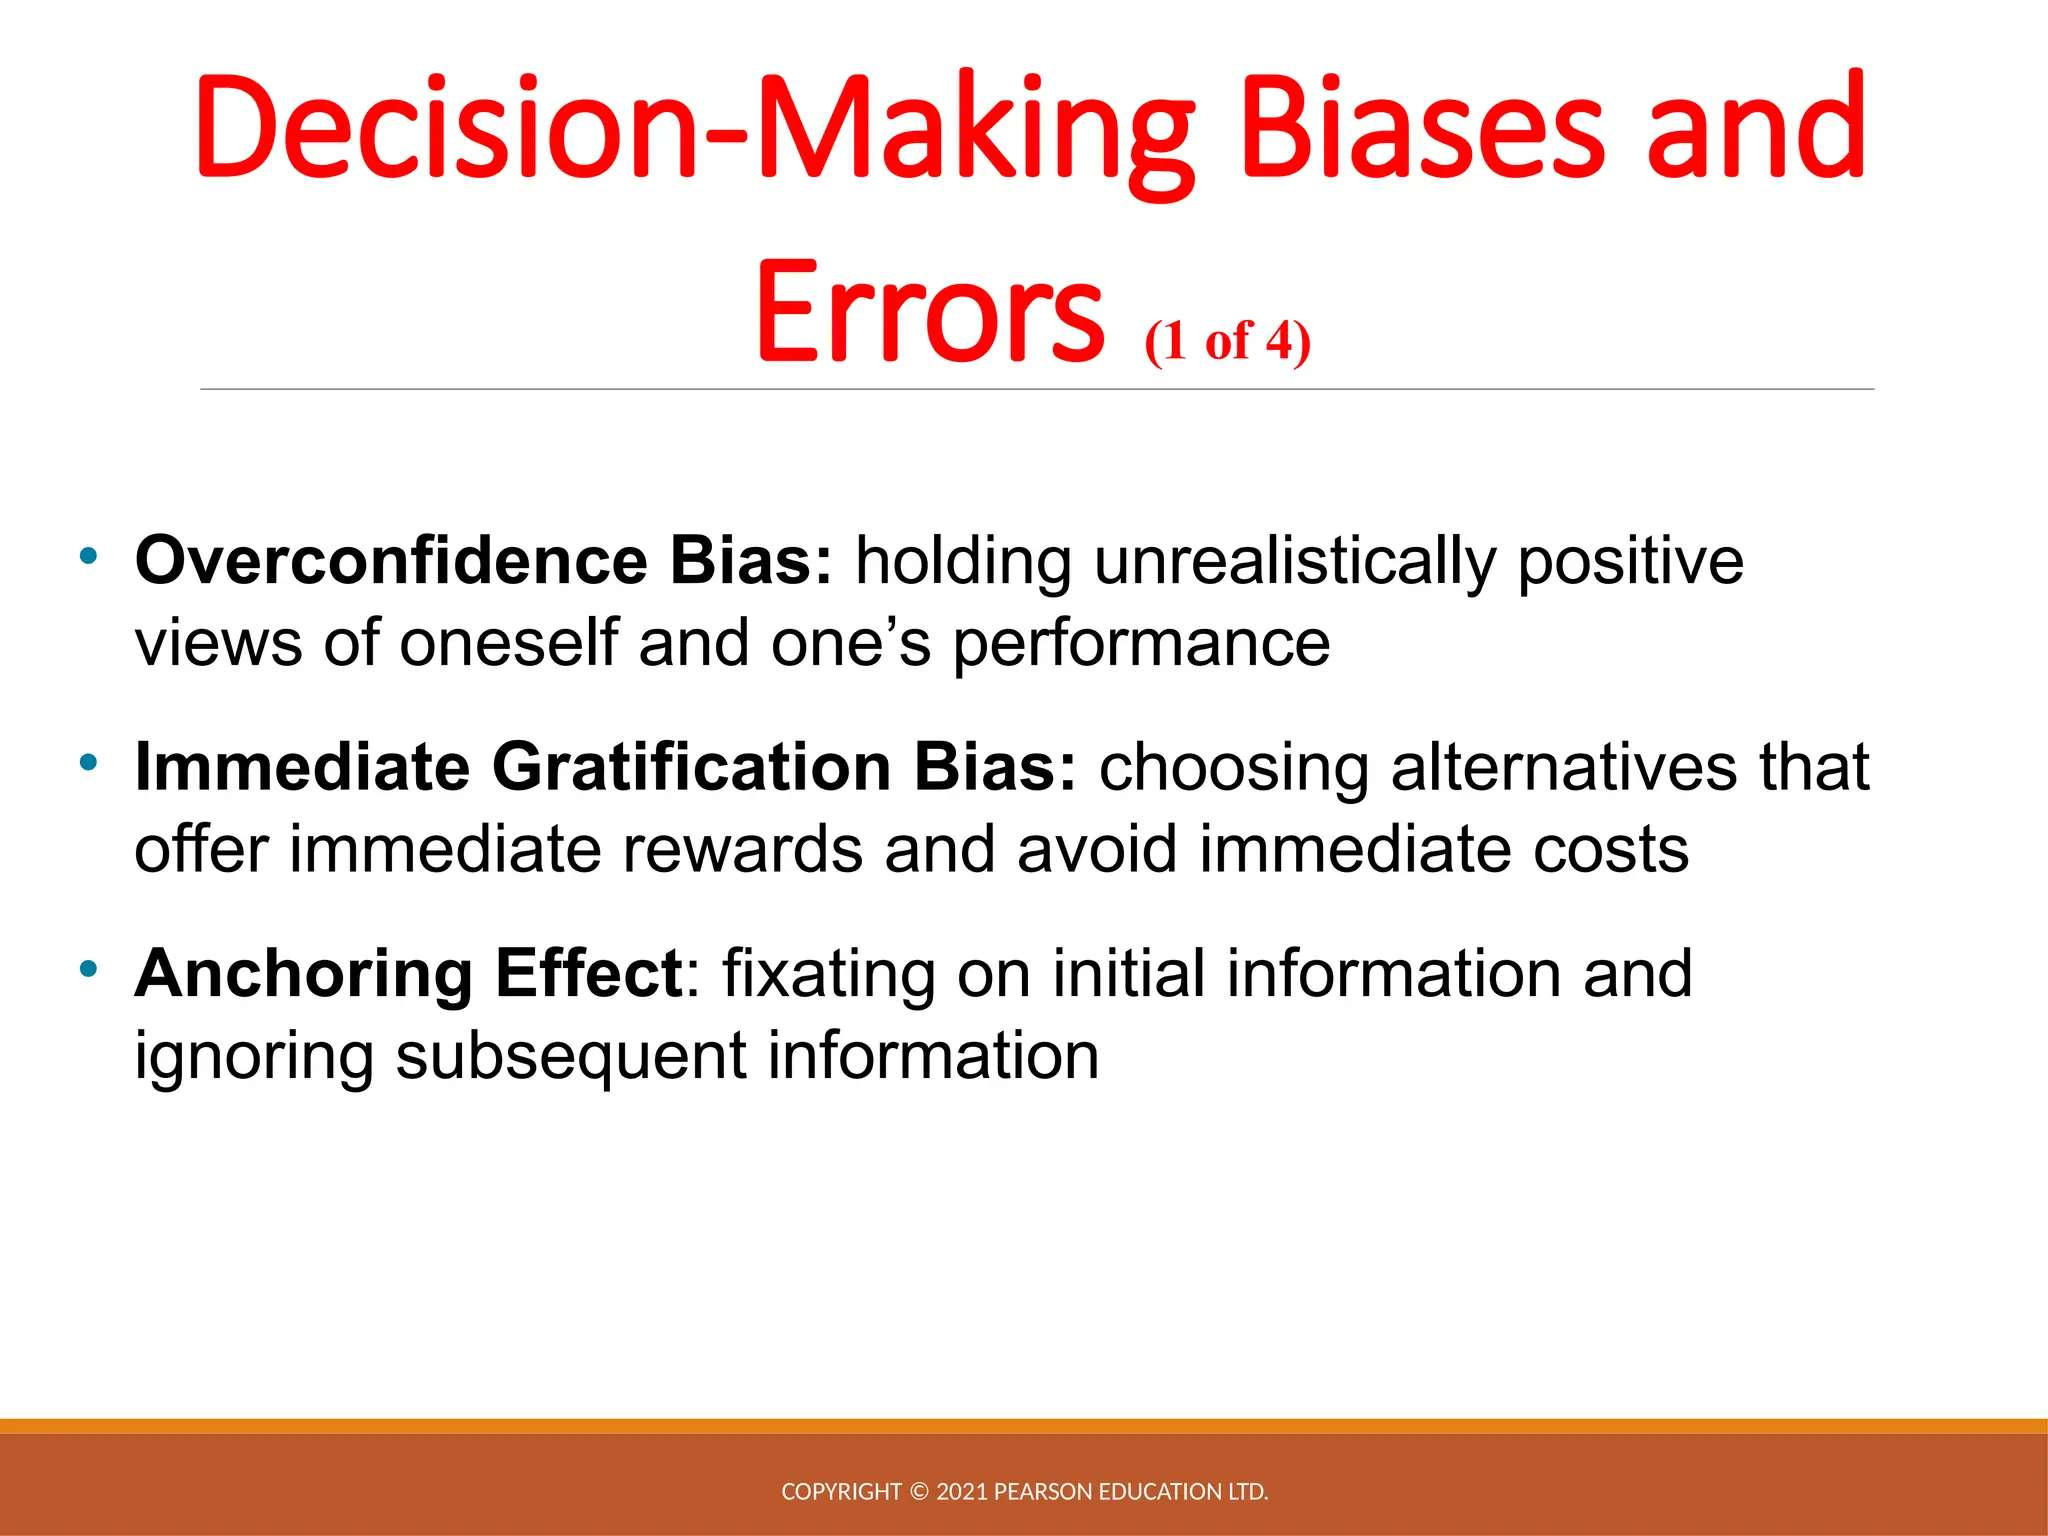 Decision-Making Biases and
Errors (1 of 4)
• Overconfidence Bias: holding unrealistically positive
views of oneself and one’s performance
• Immediate Gratification Bias: choosing alternatives that
offer immediate rewards and avoid immediate costs
• Anchoring Effect: fixating on initial information and
ignoring subsequent information
COPYRIGHT © 2021 PEARSON EDUCATION LTD.